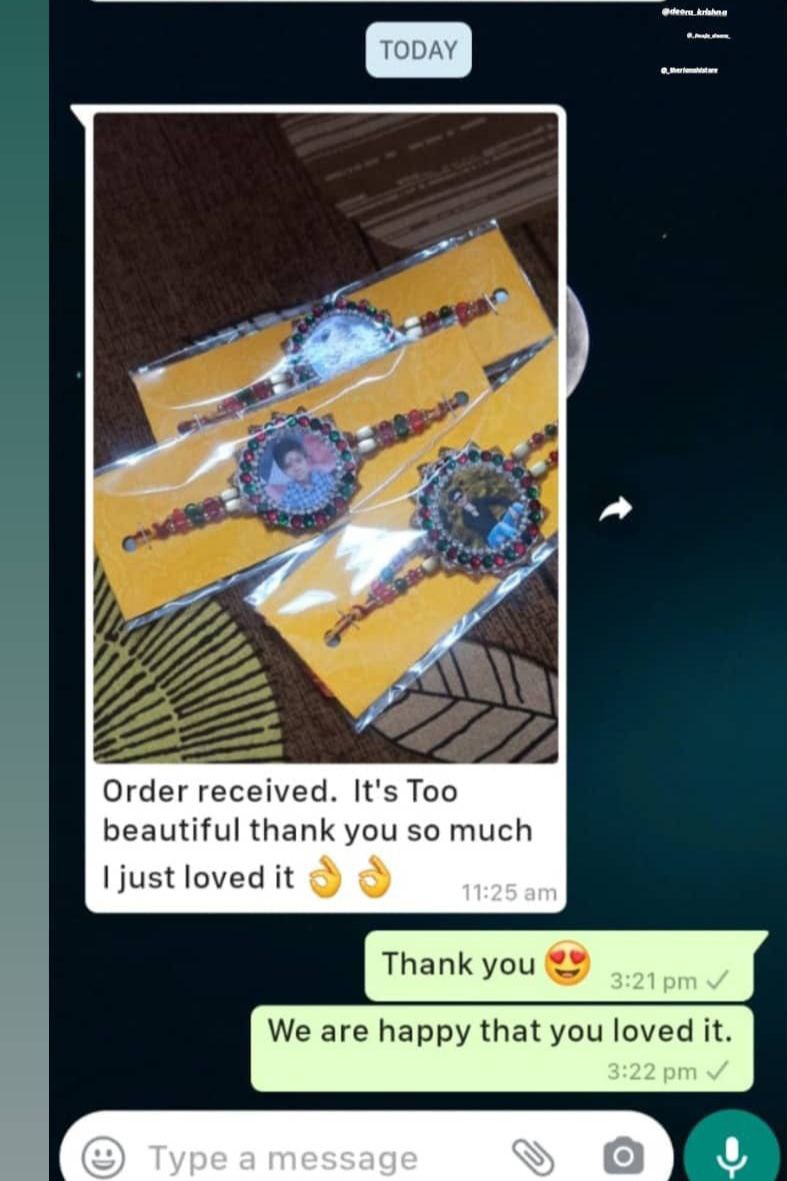 @deora_krishna
TODAY
Order received. It's Too
beautiful thank you so much
I just loved it 👌 👌
11:25 am
Thank you 😍
3:21 pm
We are happy that you loved it.
3:22 pm
Type a message